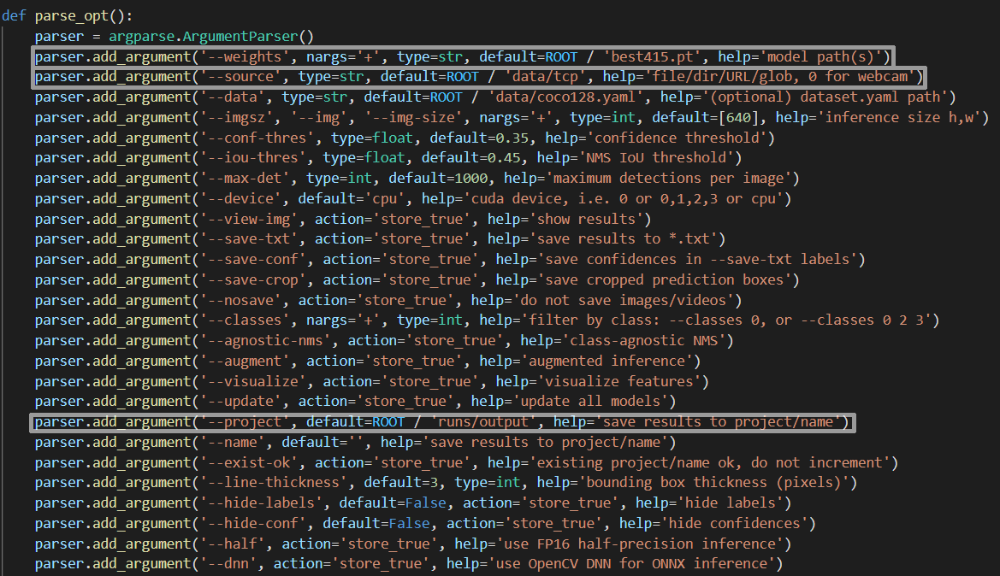 def parse_opt():
parser = argparse.ArgumentParser()
parser.add_argument('--weights', nargs='+', type=str, default=ROOT / 'best415.pt', help='model path(s)')
parser.add_argument('--source', type=str, default=ROOT / 'data/tcp', help='file/dir/URL/glob, 0 for webcam')
parser.add_argument('--data', type=str, default=ROOT / 'data/coco128.yaml', help='(optional) dataset.yaml path')
parser.add_argument('--imgsz', '--img', '--img-size', nargs='+', type=int, default=[640], help='inference size h,w')
parser.add_argument('--conf-thres', type=float, default=0.35, help='confidence threshold')
parser.add_argument('--iou-thres', type=float, default=0.45, help='NMS IoU threshold')
parser.add_argument('--max-det', type=int, default=1000, help='maximum detections per image')
parser.add_argument('--device', default='cpu', help='cuda device, i.e. 0 or 0,1,2,3 or cpu')
parser.add_argument('--view-img', action='store_true', help='show results')
parser.add_argument('--save-txt', action='store_true', help='save results to *.txt')
parser.add_argument('--save-conf', action='store_true', help='save confidences in --save-txt labels')
parser.add_argument('--save-crop', action='store_true', help='save cropped prediction boxes')
parser.add_argument('--nosave', action='store_true', help='do not save images/videos')
parser.add_argument('--classes', nargs='+', type=int, help='filter by class: --classes 0, or --classes 0 2 3')
parser.add_argument('--agnostic-nms', action='store_true', help='class-agnostic NMS')
parser.add_argument('--augment', action='store_true', help='augmented inference')
parser.add_argument('--visualize', action='store_true', help='visualize features')
parser.add_argument('--update', action='store_true', help='update all models')
parser.add_argument('--project', default=ROOT / 'runs/output', help='save results to project/name')
parser.add_argument('--name', default='', help='save results to project/name')
parser.add_argument('--exist-ok', action='store_true', help='existing project/name ok, do not increment')
parser.add_argument('--line-thickness', default=3, type=int, help='bounding box thickness (pixels)')
parser.add_argument('--hide-labels', default=False, action='store_true', help='hide labels')
parser.add_argument('--hide-conf', default=False, action='store_true', help='hide confidences')
parser.add_argument('--half', action='store_true', help='use FP16 half-precision inference')
parser.add_argument('--dnn', action='store_true', help='use OpenCV DNN for ONNX inference')